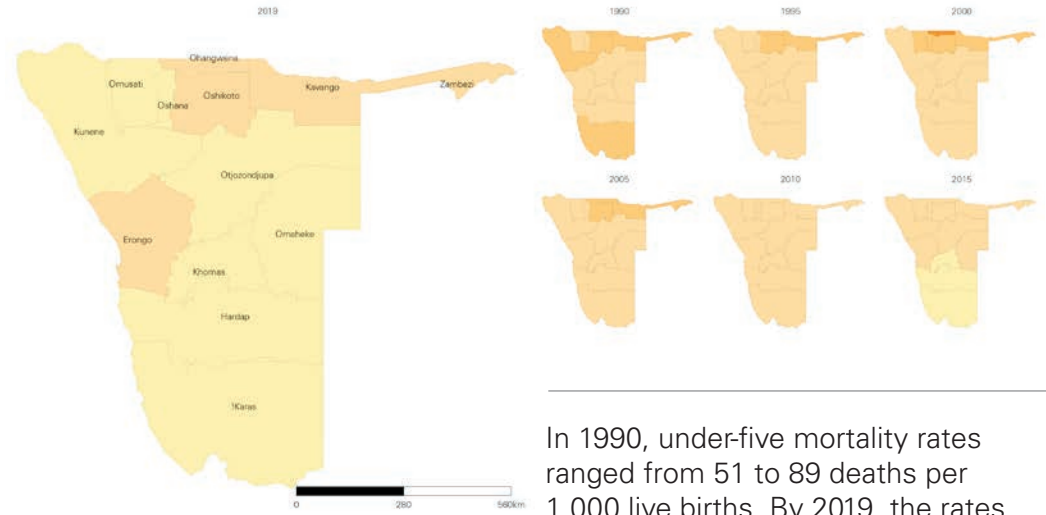 2019
Ohangwena
Omusati
Oshana
Oshikoto
Kavango
Zambezi
Kunene
Otjozondjupa
Erongo
Omaheke
Khomas
Hardap
!Karas
0 280 560km
1990 1995 2000
2005 2010 2015
In 1990, under-five mortality rates
ranged from 51 to 89 deaths per
1,000 live births. By 2019, the rates